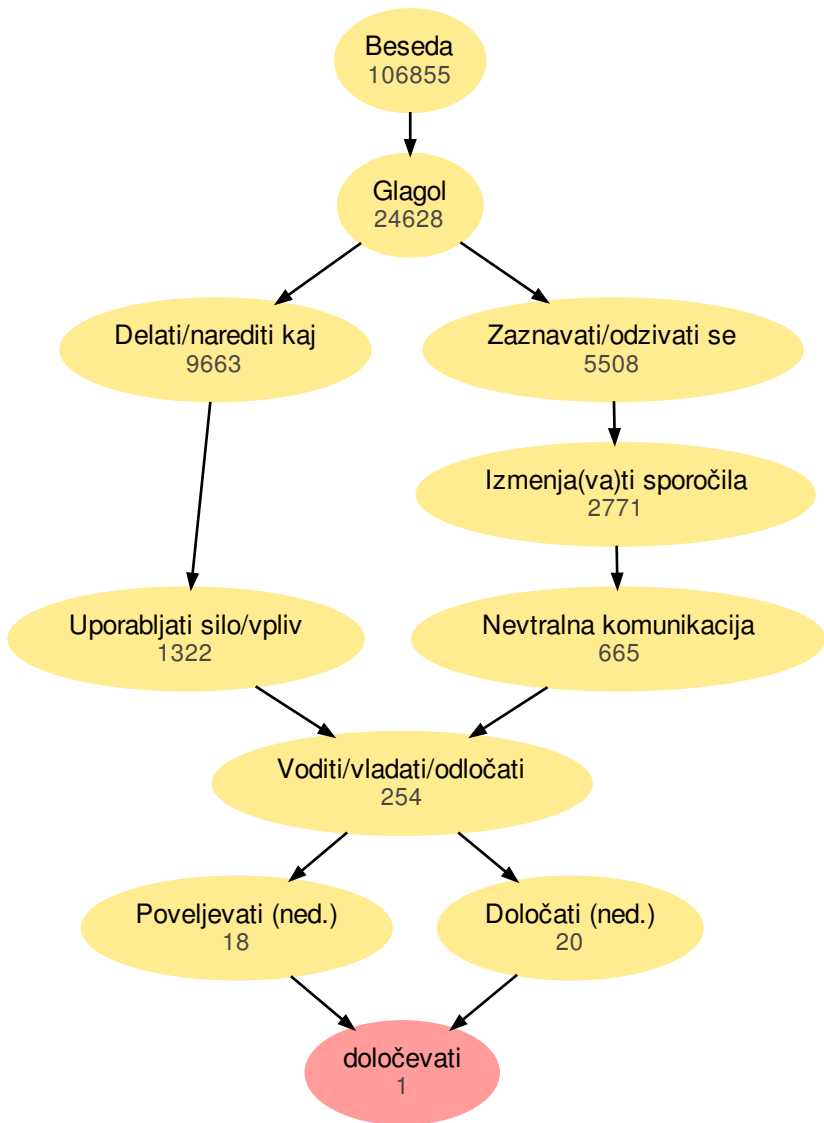 Beseda
106855
Glagol
24628
Delati/narediti kaj
9663
Zaznavati/odzivati se
5508
Izmenja(va)ti sporočila
2771
Uporabljati silo/vpliv
1322
Nevtralna komunikacija
665
Voditi/vladati/odločati
254
Poveljevati (ned.)
18
Določati (ned.)
20
določevati
1